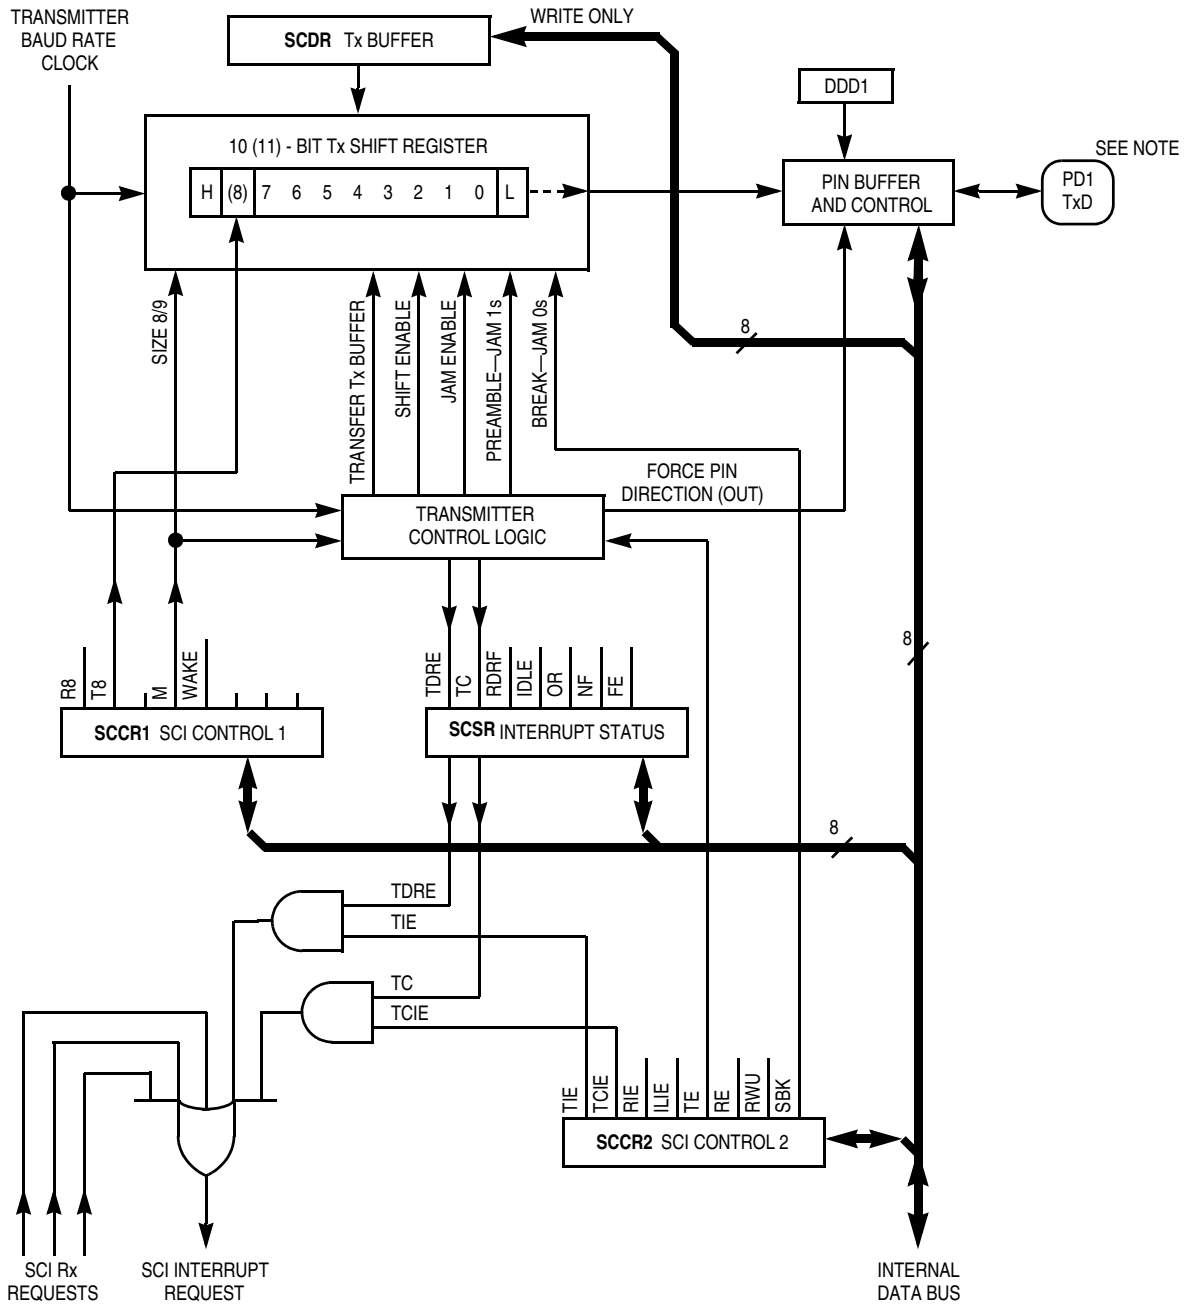 TRANSMITTER
BAUD RATE
CLOCK
SCDR Tx BUFFER
WRITE ONLY
DDD1
10 (11) - BIT Tx SHIFT REGISTER
H (8) 7 6 5 4 3 2 1 0 L
PIN BUFFER
AND CONTROL
SEE NOTE
PD1
TxD
SIZE 8/9
TRANSFER Tx BUFFER
SHIFT ENABLE
JAM ENABLE
PREAMBLE—JAM 1s
BREAK—JAM 0s
8
FORCE PIN
DIRECTION (OUT)
TRANSMITTER
CONTROL LOGIC
8
R8
T8
M
WAKE
SCCR1 SCI CONTROL 1
TDRE
TC
RDRF
IDLE
OR
NF
FE
SCSR INTERRUPT STATUS
8
TDRE
TIE
TC
TCIE
TIE
TCIE
RIE
ILIE
TE
RE
RWU
SBK
SCCR2 SCI CONTROL 2
SCI Rx
REQUESTS
SCI INTERRUPT
REQUEST
INTERNAL
DATA BUS